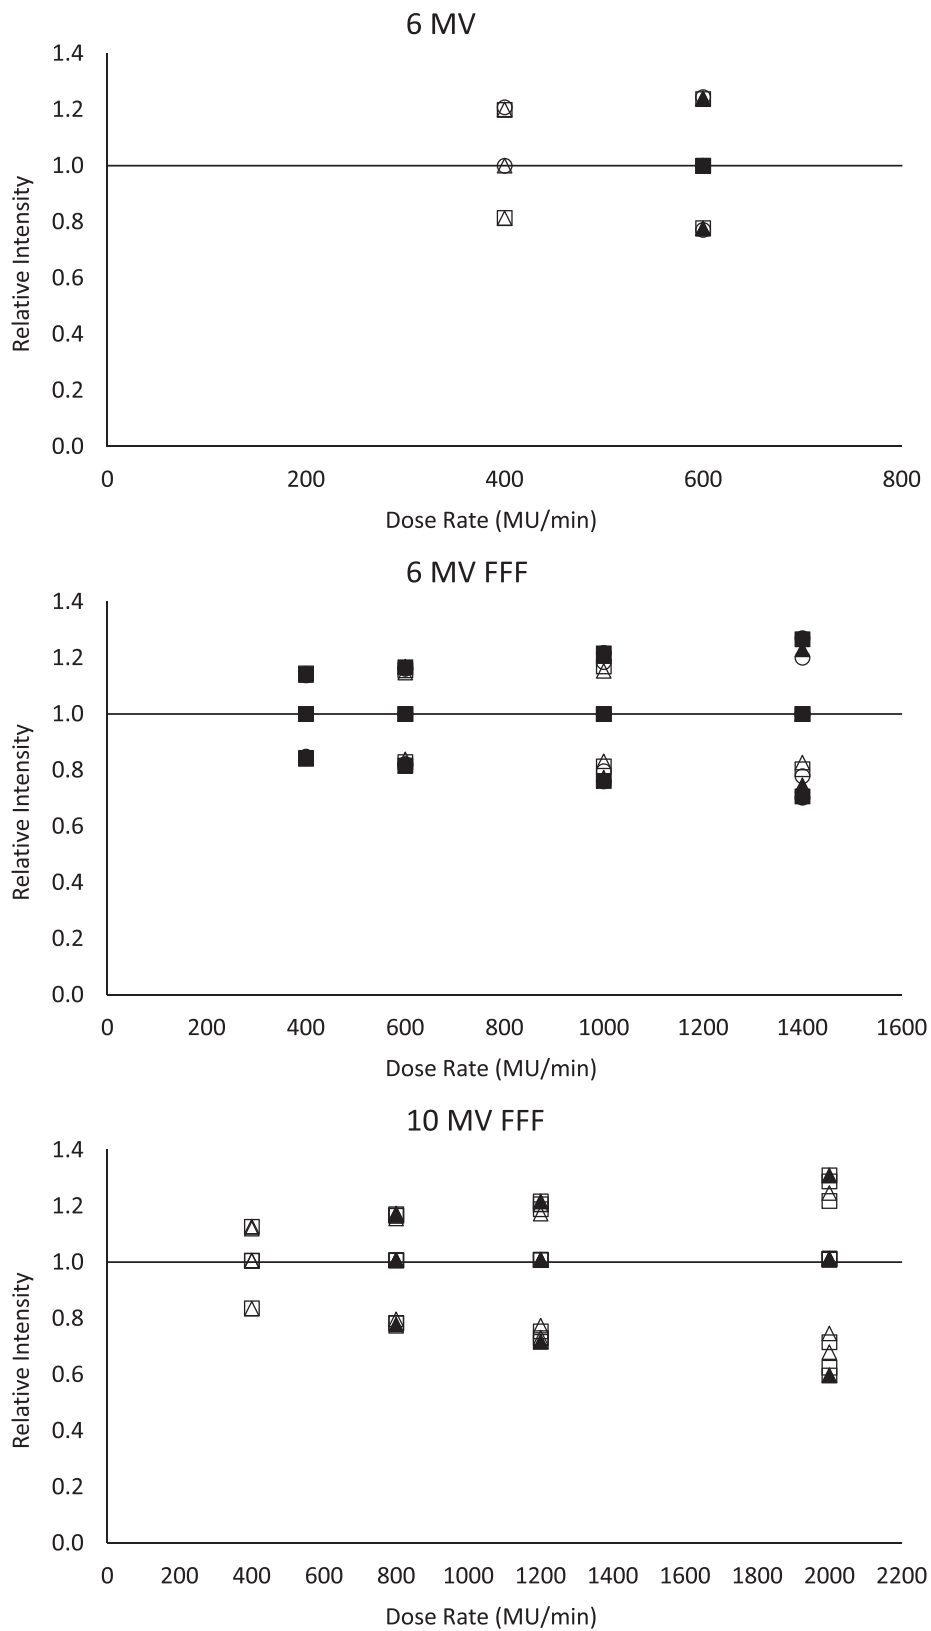 6 MV
1.4
1.2
1.0
0.8
0.6
0.4
0.2
0.0
Relative Intensity
0 200 400 600 800
Dose Rate (MU/min)
6 MV FFF
1.4
1.2
1.0
0.8
0.6
0.4
0.2
0.0
Relative Intensity
0 200 400 600 400 600 1000 1200 1400 1600
Dose Rate (MU/min)
10 MV FFF
1.4
1.2
1.0
0.8
0.6
0.4
0.2
0.0
Relative Intensity
0 200 400 600 800 1000 1200 1400 1600 1800 2000 2200
Dose Rate (MU/min)